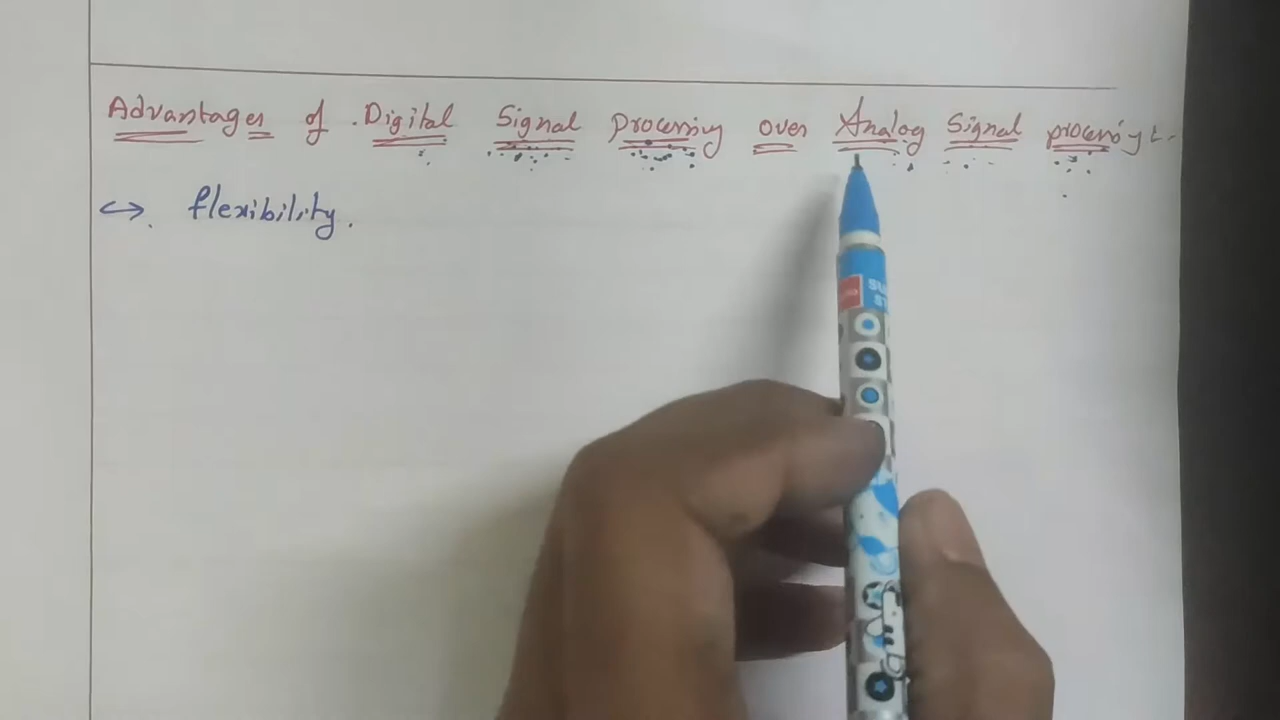 Advantages of Digital Signal Processing over Analog Signal processing :-
↔ flexibility.